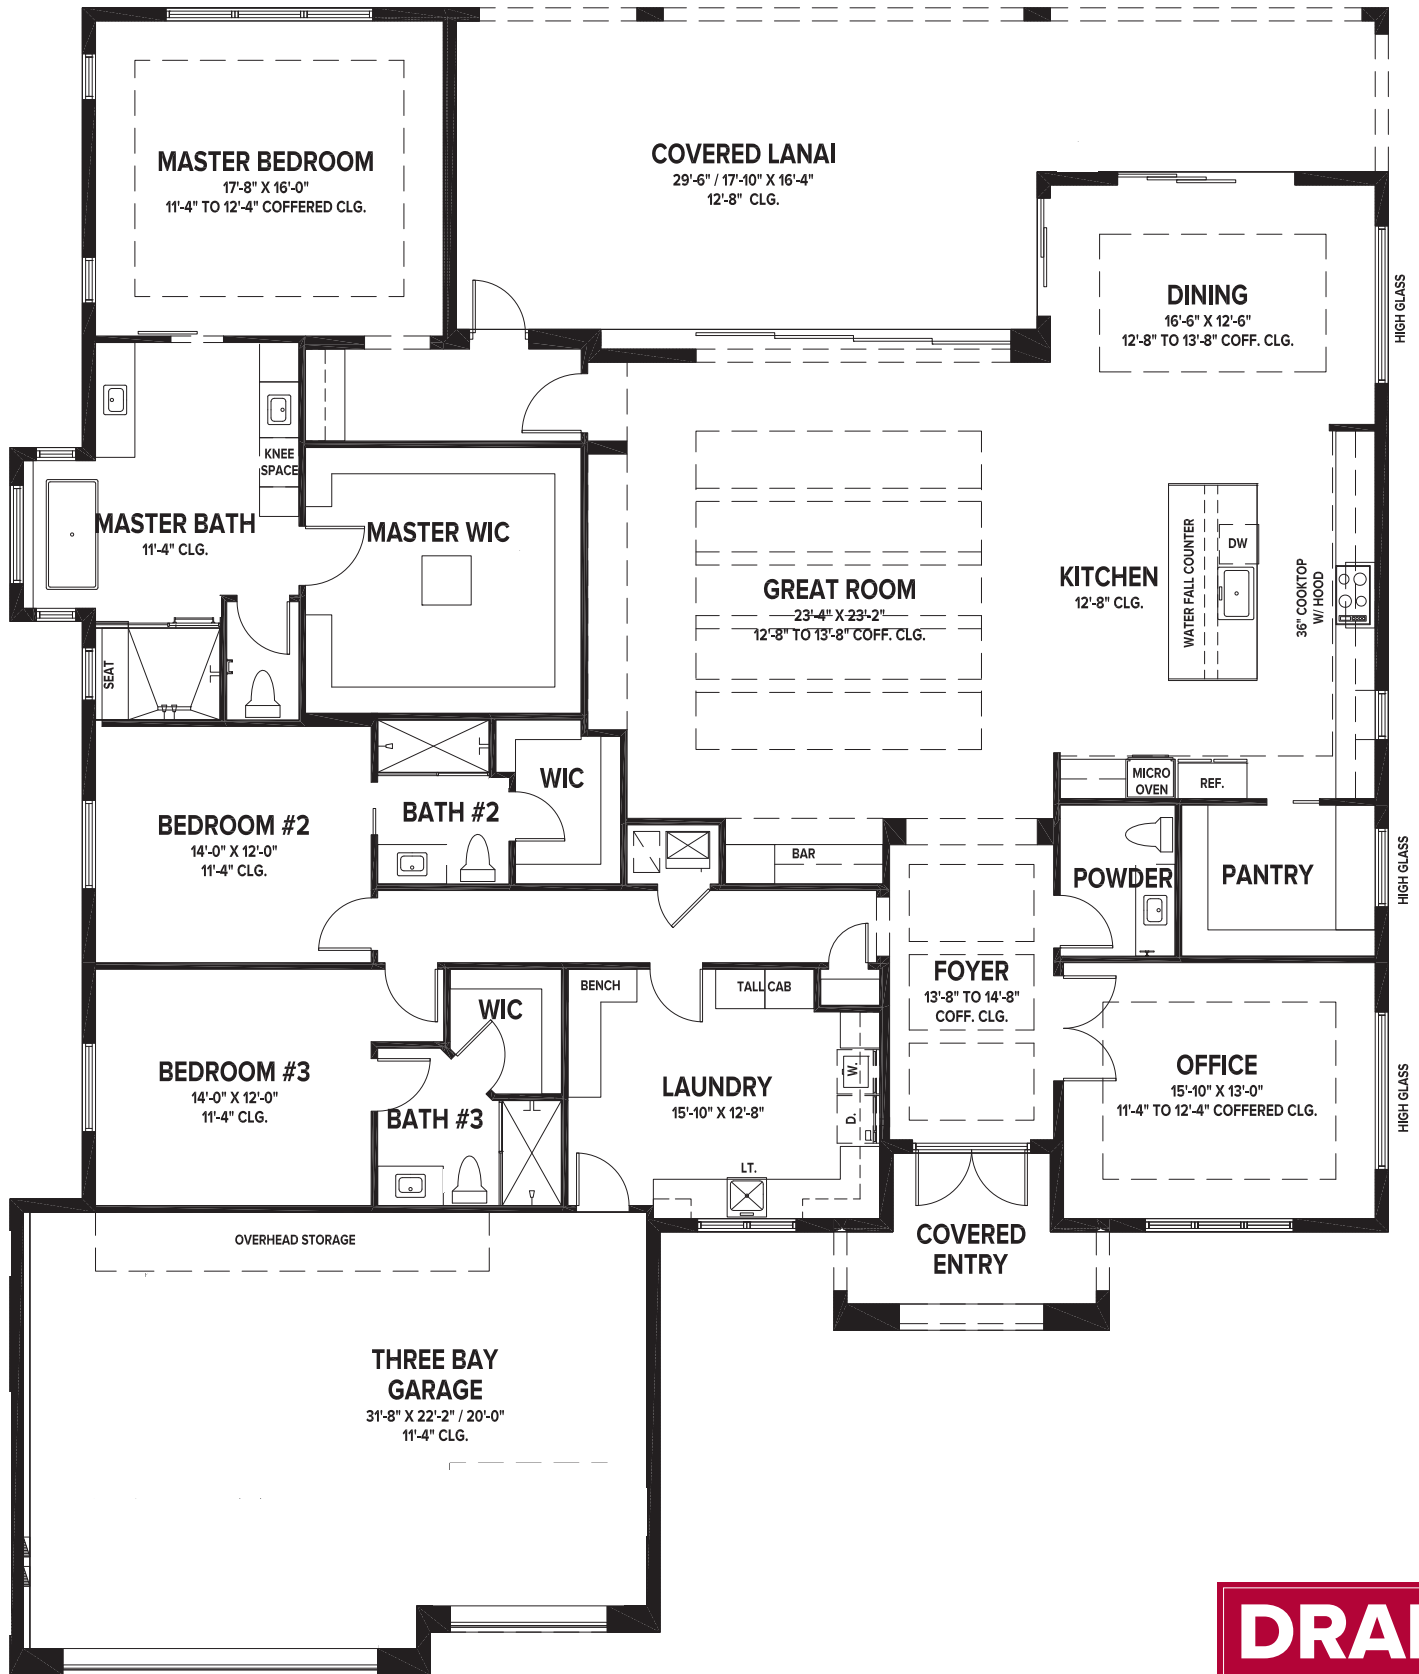 MASTER BEDROOM
17'-8" X 16'-0"
11'-4" TO 12'-4" COFFERED CLG.
COVERED LANAI
29'-6" / 17'-10" X 16'-4"
12'-8" CLG.
DINING
16'-6" X 12'-6"
12'-8" TO 13'-8" COFF. CLG.
HIGH GLASS
KNEE
SPACE
MASTER BATH
11'-4" CLG.
MASTER WIC
GREAT ROOM
23'-4" X 23'-2"
12'-8" TO 13'-8" COFF. CLG.
KITCHEN
12'-8" CLG.
WATER FALL COUNTER
DW
36" COOKTOP
W/ HOOD
SEAT
WIC
MICRO
OVEN
REF.
BEDROOM #2
14'-0" X 12'-0"
11'-4" CLG.
BATH #2
BAR
POWDER
PANTRY
HIGH GLASS
FOYER
13'-8" TO 14'-8"
COFF. CLG.
BENCH
TALL CAB
WIC
BEDROOM #3
14'-0" X 12'-0"
11'-4" CLG.
BATH #3
LAUNDRY
15'-10" X 12'-8"
W.
D.
LT.
OFFICE
15'-10" X 13'-0"
11'-4" TO 12'-4" COFFERED CLG.
HIGH GLASS
COVERED
ENTRY
OVERHEAD STORAGE
THREE BAY
GARAGE
31'-8" X 22'-2" / 20'-0"
11'-4" CLG.